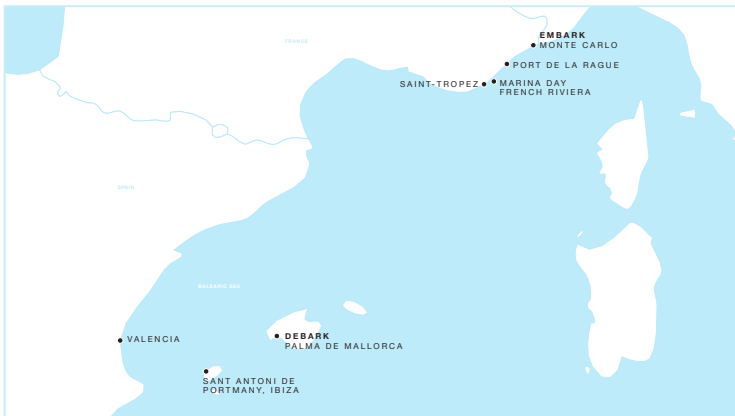 EMBARK
MONTE CARLO
FRANCE
PORT DE LA RAGUE
SAINT-TROPEZ
MARINA DAY
FRENCH RIVIERA
SPAIN
BALEARIC SEA
DEBARK
PALMA DE MALLORCA
VALENCIA
SANT ANTONI DE
PORTMANY, IBIZA